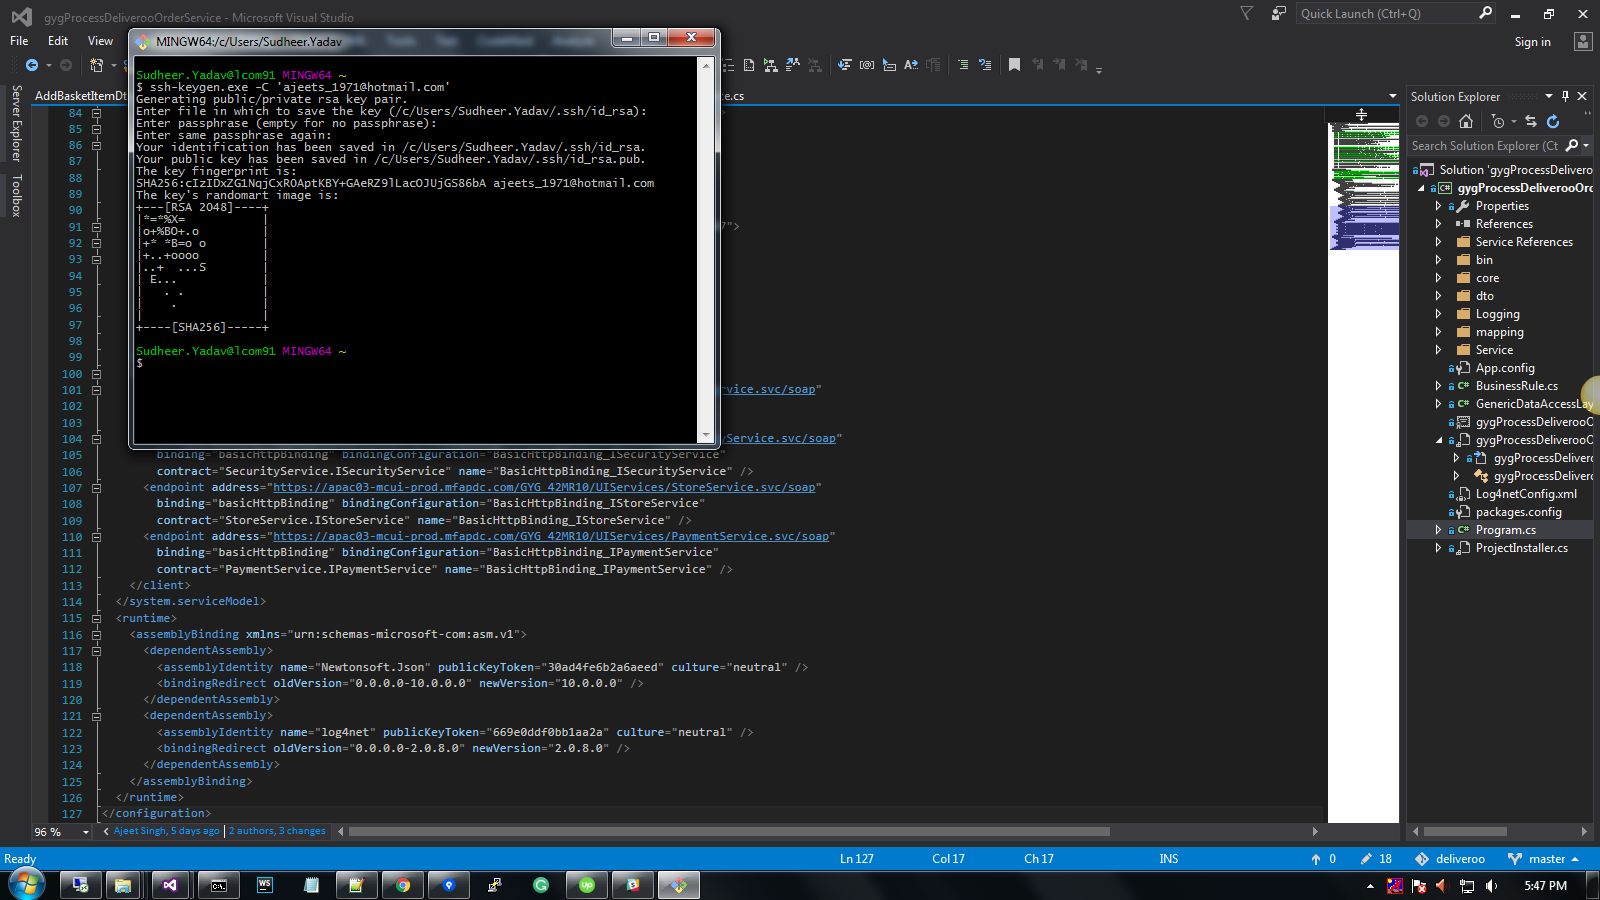 gygProcessDeliverooOrderService - Microsoft Visual Studio
Quick Launch (Ctrl+Q)
File Edit View
Sign in
MINGW64:/c/Users/Sudheer.Yadav
Sudheer.Yadav@lcom91 MINGW64 ~
$ ssh-keygen.exe -C 'ajeets_1971@hotmail.com'
Generating public/private rsa key pair.
Enter file in which to save the key (/c/Users/Sudheer.Yadav/.ssh/id_rsa):
Enter passphrase (empty for no passphrase):
Enter same passphrase again:
Your identification has been saved in /c/Users/Sudheer.Yadav/.ssh/id_rsa.
Your public key has been saved in /c/Users/Sudheer.Yadav/.ssh/id_rsa.pub.
The key fingerprint is:
SHA256:cIzIDxZG1NqjCxROAptKBY+GAeRZ9lLacOJUjGS86bA ajeets_1971@hotmail.com
The key's randomart image is:
+---[RSA 2048]----+
|*=*%X=           |
|o+%BO+.o         |
|+* *B=o o        |
|+..+oooo         |
|..+  ...S        |
| E...            |
|   . .           |
|    .            |
|                 |
+----[SHA256]-----+
Sudheer.Yadav@lcom91 MINGW64 ~
$
Server Explorer
Toolbox
AddBasketItemDt
ce.cs
84
85
86
87
88
89
90
91 7">
92
93
94
95
96
97
98
99
100
101 rvice.svc/soap"
102
103
104 yService.svc/soap"
105 binding="basicHttpBinding" bindingConfiguration="BasicHttpBinding_ISecurityService"
106 contract="SecurityService.ISecurityService" name="BasicHttpBinding_ISecurityService" />
107 <endpoint address="https://apac03-mcui-prod.mfapdc.com/GYG_42MR10/UIServices/StoreService.svc/soap"
108 binding="basicHttpBinding" bindingConfiguration="BasicHttpBinding_IStoreService"
109 contract="StoreService.IStoreService" name="BasicHttpBinding_IStoreService" />
110 <endpoint address="https://apac03-mcui-prod.mfapdc.com/GYG_42MR10/UIServices/PaymentService.svc/soap"
111 binding="basicHttpBinding" bindingConfiguration="BasicHttpBinding_IPaymentService"
112 contract="PaymentService.IPaymentService" name="BasicHttpBinding_IPaymentService" />
113 </client>
114 </system.serviceModel>
115 <runtime>
116 <assemblyBinding xmlns="urn:schemas-microsoft-com:asm.v1">
117 <dependentAssembly>
118 <assemblyIdentity name="Newtonsoft.Json" publicKeyToken="30ad4fe6b2a6aeed" culture="neutral" />
119 <bindingRedirect oldVersion="0.0.0.0-10.0.0.0" newVersion="10.0.0.0" />
120 </dependentAssembly>
121 <dependentAssembly>
122 <assemblyIdentity name="log4net" publicKeyToken="669e0ddf0bb1aa2a" culture="neutral" />
123 <bindingRedirect oldVersion="0.0.0.0-2.0.8.0" newVersion="2.0.8.0" />
124 </dependentAssembly>
125 </assemblyBinding>
126 </runtime>
127 </configuration>
96 % Ajeet Singh, 5 days ago | 2 authors, 3 changes
Solution Explorer
Search Solution Explorer (Ct
Solution 'gygProcessDelivero
gygProcessDeliverooOrd
Properties
References
Service References
bin
core
dto
Logging
mapping
Service
App.config
BusinessRule.cs
GenericDataAccessLay
gygProcessDeliverooO
gygProcessDeliverooO
gygProcessDelivero
gygProcessDelivero
Log4netConfig.xml
packages.config
Program.cs
ProjectInstaller.cs
Ready Ln 127 Col 17 Ch 17 INS 0 18 deliveroo master
5:47 PM